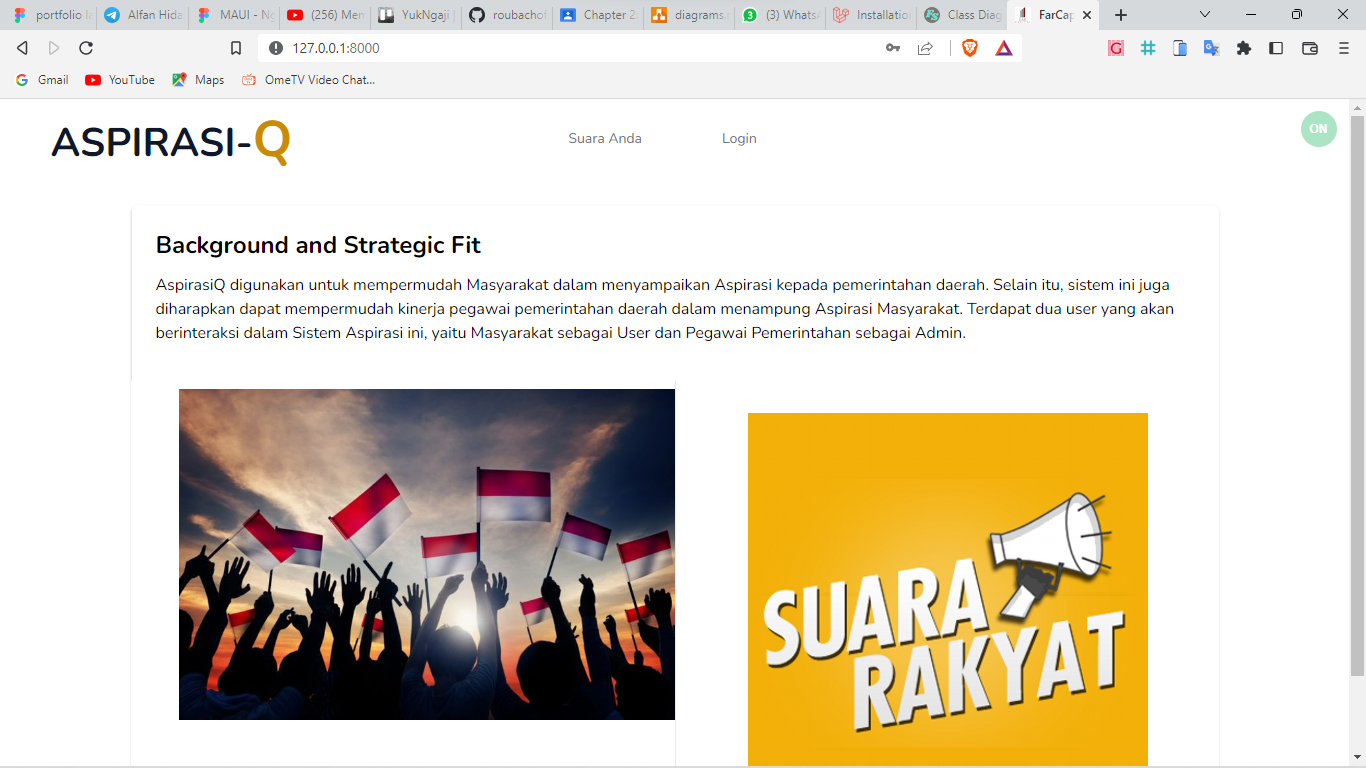 portfolio
Alfan Hida
MAUI - Ng
(256) Mem
YukNgaji
roubachof
Chapter 2
diagrams.
(3) WhatsA
Installation
Class Diag
FarCap
127.0.0.1:8000
Gmail
YouTube
Maps
OmeTV Video Chat...
ASPIRASI-Q
Suara Anda
Login
ON
Background and Strategic Fit
AspirasiQ digunakan untuk mempermudah Masyarakat dalam menyampaikan Aspirasi kepada pemerintahan daerah. Selain itu, sistem ini juga
diharapkan dapat mempermudah kinerja pegawai pemerintahan daerah dalam menampung Aspirasi Masyarakat. Terdapat dua user yang akan
berinteraksi dalam Sistem Aspirasi ini, yaitu Masyarakat sebagai User dan Pegawai Pemerintahan sebagai Admin.
SUARA
RAKYAT